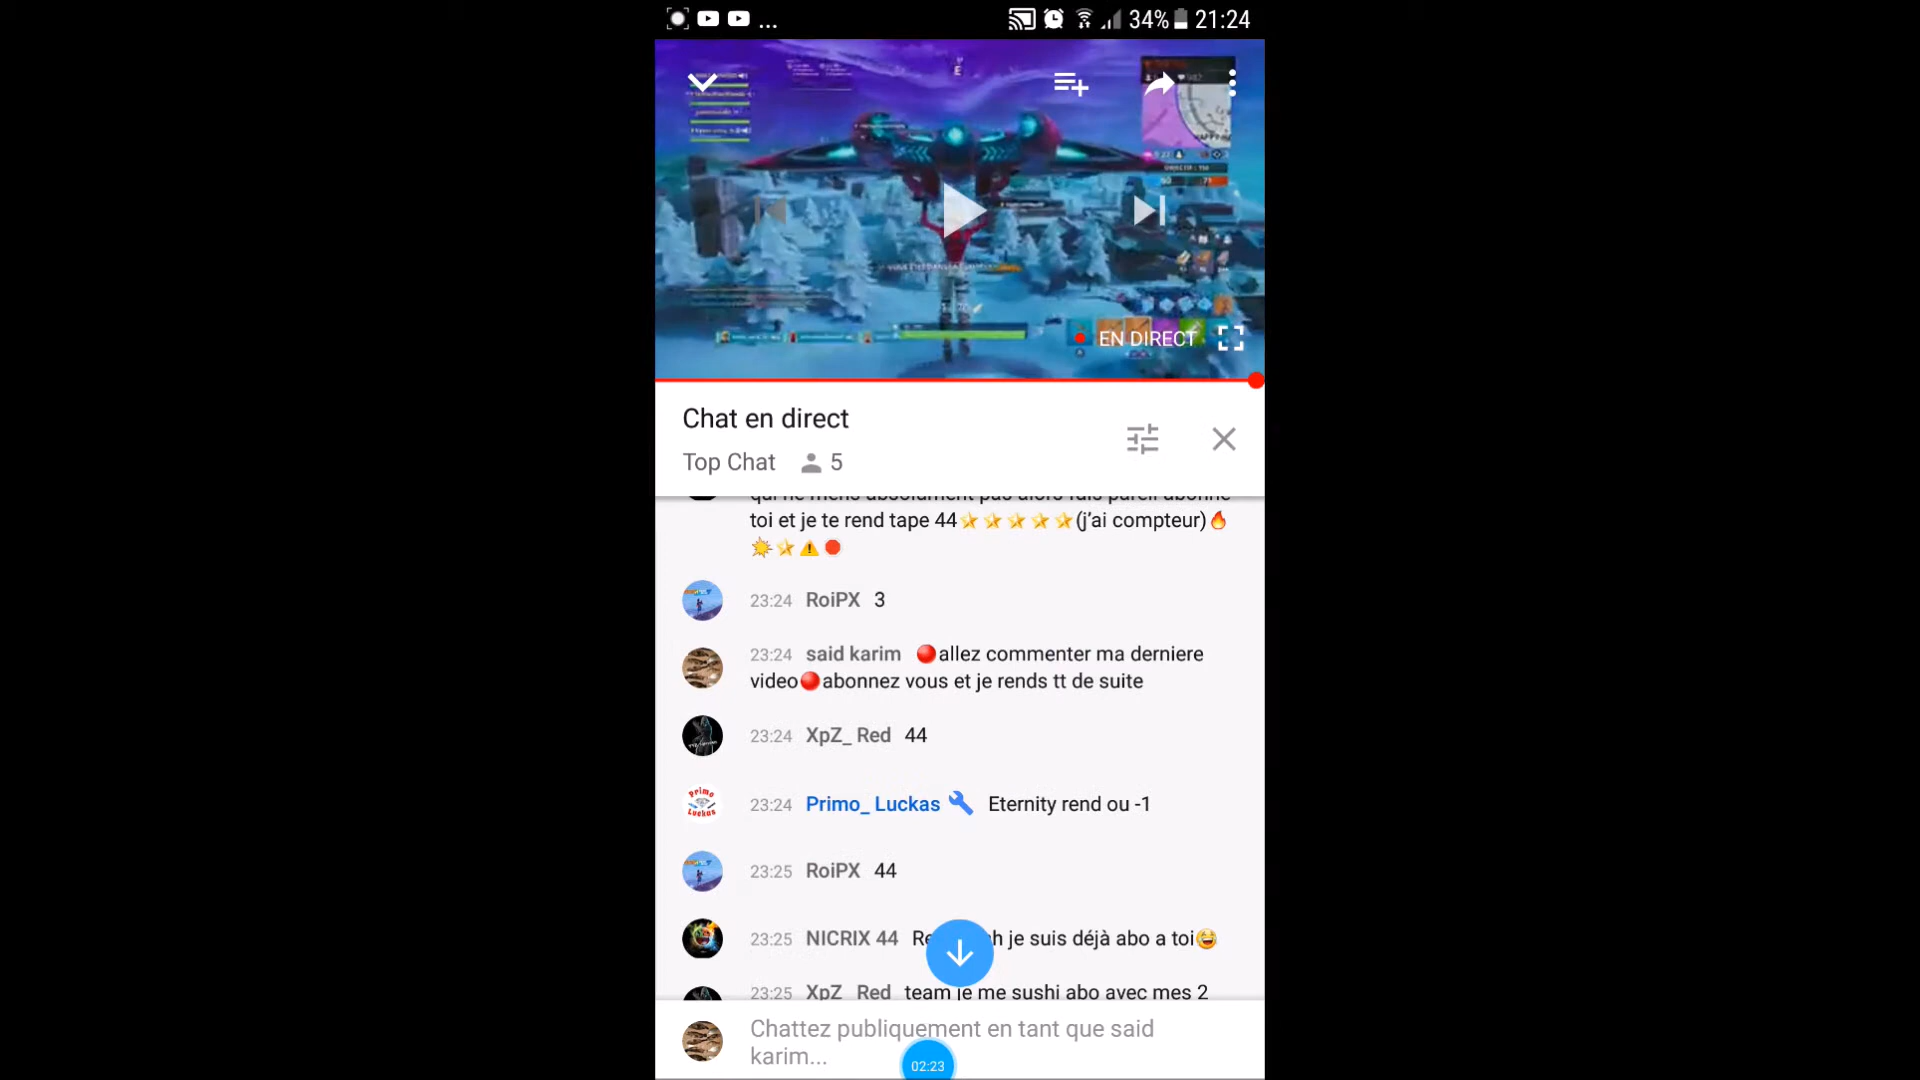 ... 34% 21:24
E
EN DIRECT
Chat en direct
Top Chat 5
toi et je te rend tape 44⭐⭐⭐⭐⭐(j'ai compteur)🔥
💥⭐⚠️🛑
23:24 RoiPX 3
23:24 said karim 🔴allez commenter ma derniere
video🔴abonnez vous et je rends tt de suite
23:24 XpZ_ Red 44
Primo Luckas
23:24 Primo_ Luckas 🔧 Eternity rend ou -1
23:25 RoiPX 44
23:25 NICRIX 44 je suis déjà abo a toi😂
23:25 XpZ_ Red team je me sushi abo avec mes 2
Chattez publiquement en tant que said
karim...
02:23